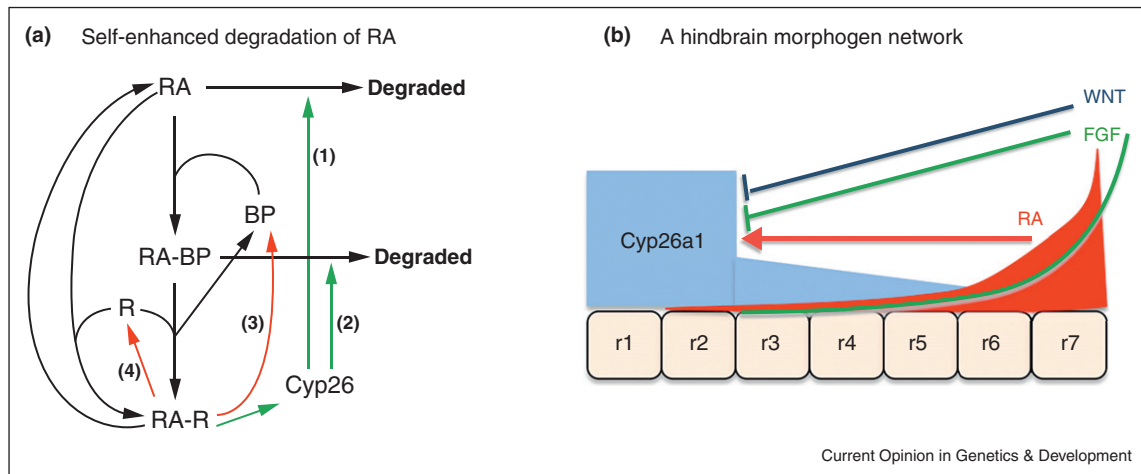 (a) Self-enhanced degradation of RA
RA
Degraded
(1)
BP
RA-BP
Degraded
R
(3)
(2)
(4)
Cyp26
RA-R
(b) A hindbrain morphogen network
WNT
FGF
RA
Cyp26a1
r1 r2 r3 r4 r5 r6 r7
Current Opinion in Genetics & Development